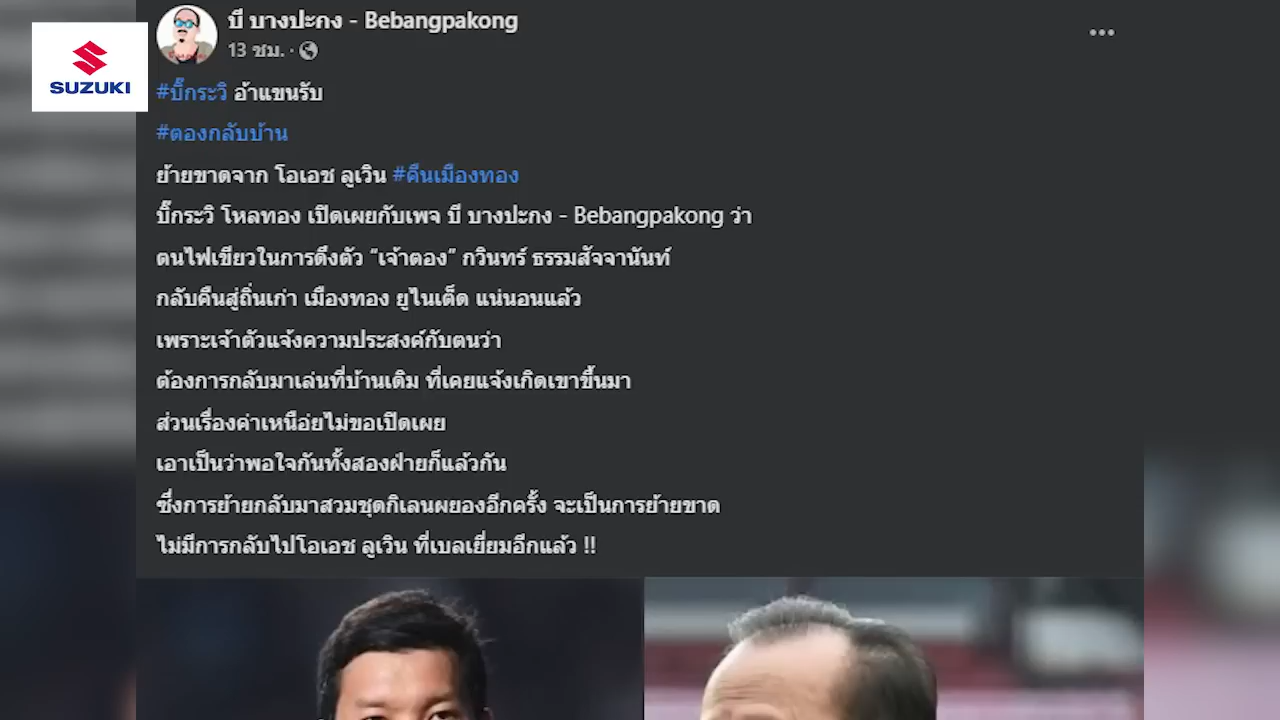 SUZUKI
บี บางปะกง - Bebangpakong
13 ชม. ·
#บิ๊กระวิ อ้าแขนรับ
#ตองกลับบ้าน
ย้ายขาดจาก โอเอช ลูเวิน #คืนเมืองทอง
บิ๊กระวิ โหลทอง เปิดเผยกับเพจ บี บางปะกง - Bebangpakong ว่า
ตนไฟเขียวในการดึงตัว “เจ้าตอง” กวินทร์ ธรรมสัจจานันท์
กลับคืนสู่ถิ่นเก่า เมืองทอง ยูไนเต็ด แน่นอนแล้ว
เพราะเจ้าตัวแจ้งความประสงค์กับตนว่า
ต้องการกลับมาเล่นที่บ้านเดิม ที่เคยแจ้งเกิดเขาขึ้นมา
ส่วนเรื่องค่าเหนือ่ยไม่ขอเปิดเผย
เอาเป็นว่าพอใจกันทั้งสองฝ่ายก็แล้วกัน
ซึ่งการย้ายกลับมาสวมชุดกิเลนผยองอีกครั้ง จะเป็นการย้ายขาด
ไม่มีการกลับไปโอเอช ลูเวิน ที่เบลเยี่ยมอีกแล้ว !!